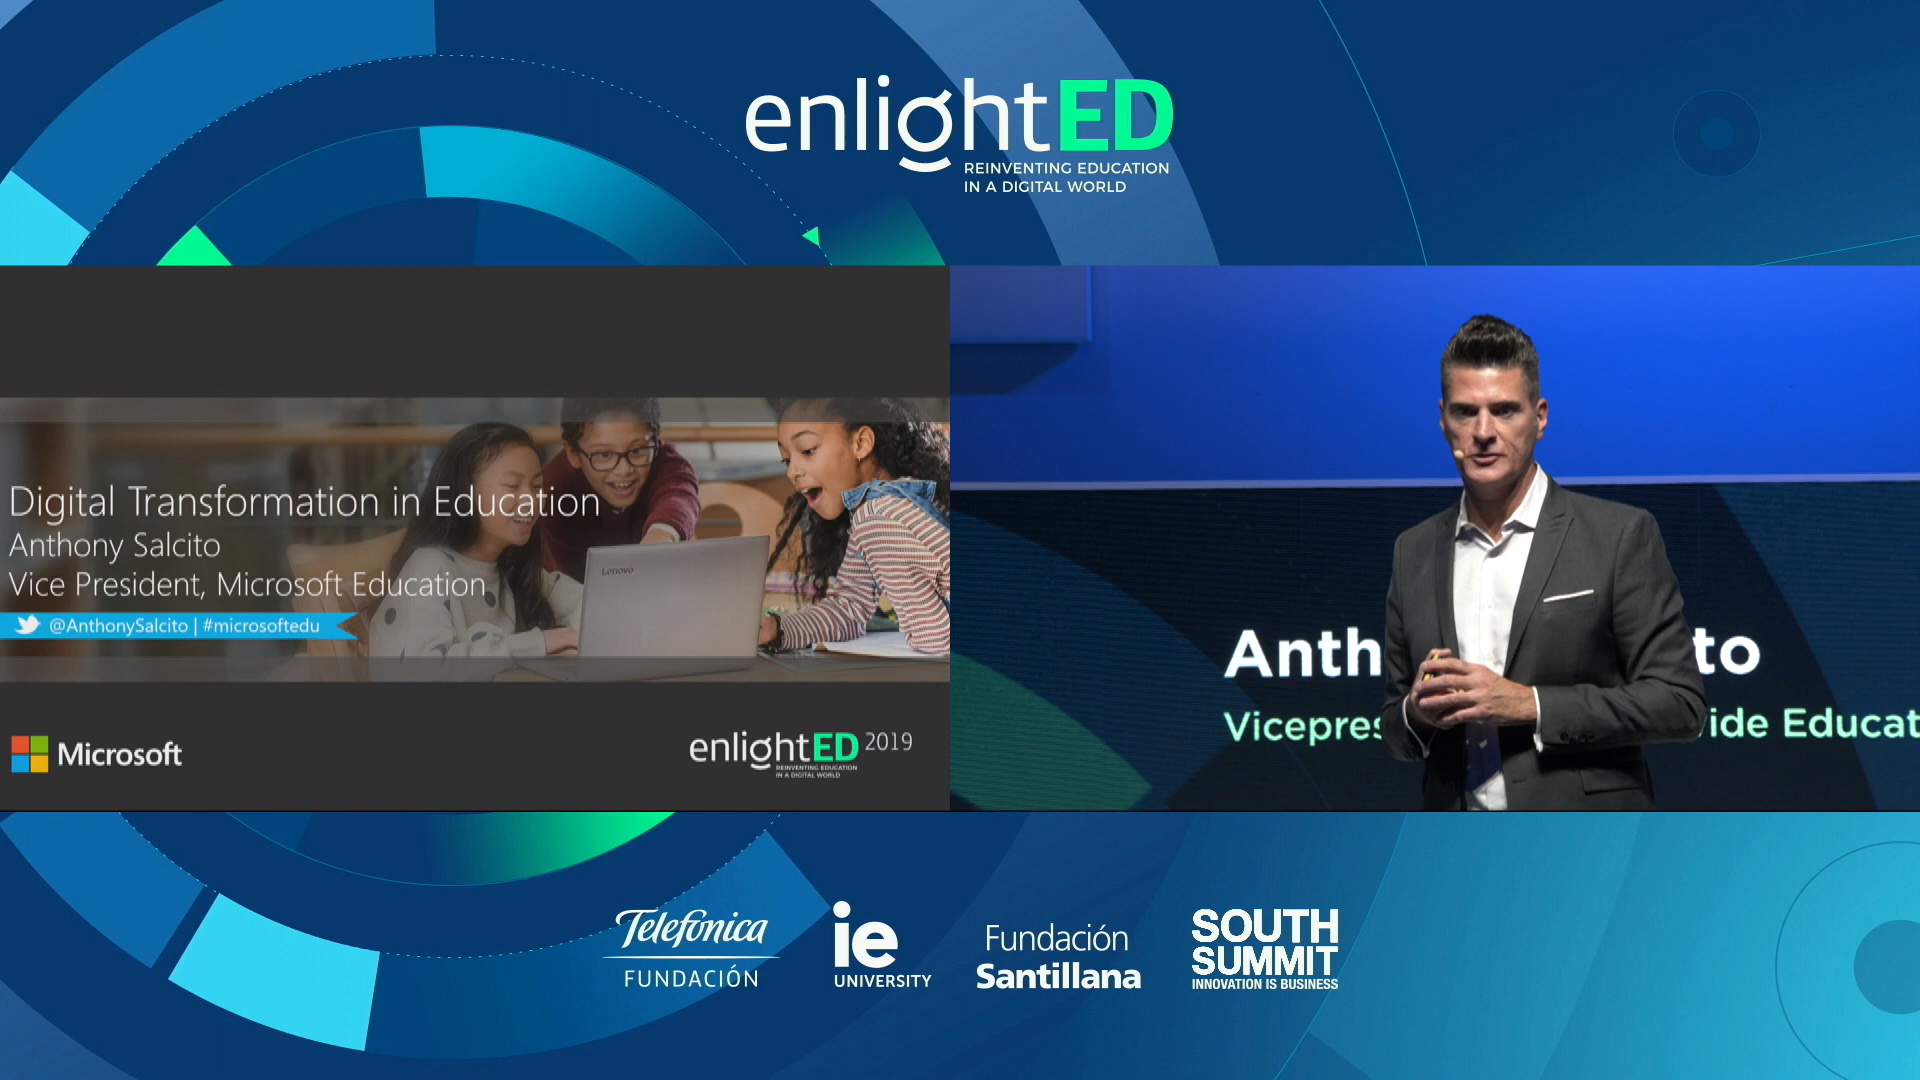 enlightED
REINVENTING EDUCATION
IN A DIGITAL WORLD
Digital Transformation in Education
Anthony Salcito
Vice President, Microsoft Education
@AnthonySalcito | #microsoftedu
Lenovo
Microsoft
enlightED 2019
REINVENTING EDUCATION
IN A DIGITAL WORLD
Anth to
Vicepres ide Educat
Telefónica
FUNDACIÓN
ie
UNIVERSITY
Fundación
Santillana
SOUTH
SUMMIT
INNOVATION IS BUSINESS